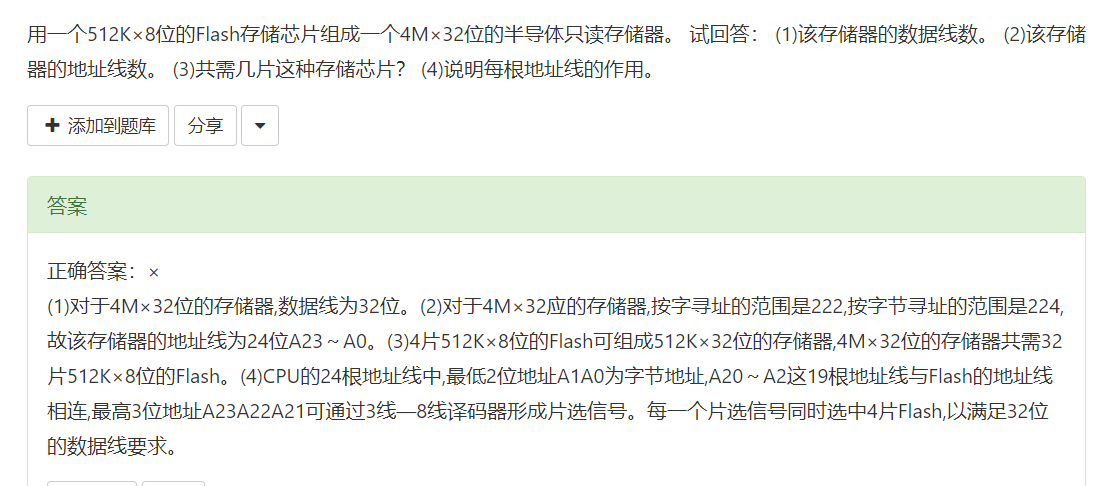 用一个512K×8位的Flash存储芯片组成一个4M×32位的半导体只读存储器。 试回答： (1)该存储器的数据线数。 (2)该存储
器的地址线数。 (3)共需几片这种存储芯片？ (4)说明每根地址线的作用。
添加到题库 分享
答案
正确答案：×
(1)对于4M×32位的存储器,数据线为32位。(2)对于4M×32应的存储器,按字寻址的范围是222,按字节寻址的范围是224,
故该存储器的地址线为24位A23～A0。(3)4片512K×8位的Flash可组成512K×32位的存储器,4M×32位的存储器共需32
片512K×8位的Flash。(4)CPU的24根地址线中,最低2位地址A1A0为字节地址,A20～A2这19根地址线与Flash的地址线
相连,最高3位地址A23A22A21可通过3线—8线译码器形成片选信号。每一个片选信号同时选中4片Flash,以满足32位
的数据线要求。